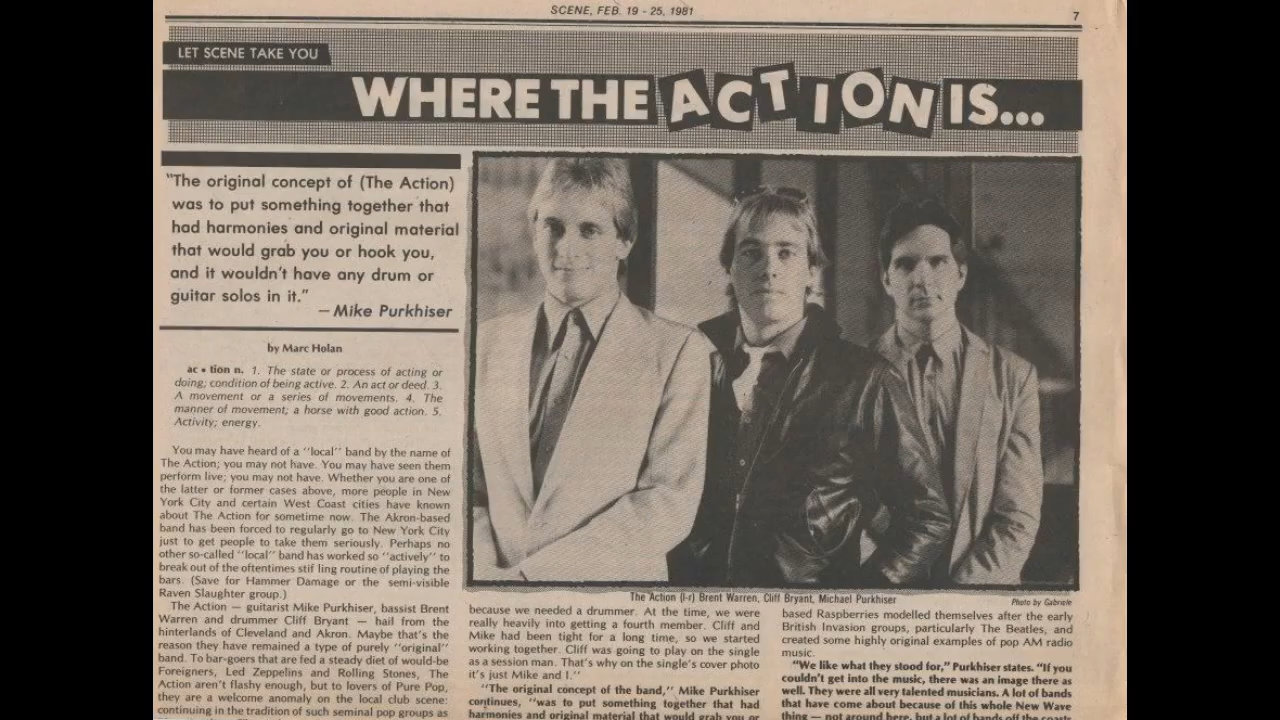 SCENE, FEB. 19 - 25, 1981
7
LET SCENE TAKE YOU
WHERE THE ACTION IS...
"The original concept of (The Action)
was to put something together that
had harmonies and original material
that would grab you or hook you,
and it wouldn't have any drum or
guitar solos in it."
— Mike Purkhiser
by Marc Holan
ac • tion n. 1. The state or process of acting or
doing; condition of being active. 2. An act or deed. 3.
A movement or a series of movements. 4. The
manner of movement; a horse with good action. 5.
Activity; energy.
You may have heard of a ''local'' band by the name of
The Action; you may not have. You may have seen them
perform live; you may not have. Whether you are one of
the latter or former cases above, more people in New
York City and certain West Coast cities have known
about The Action for sometime now. The Akron-based
band has been forced to regularly go to New York City
just to get people to take them seriously. Perhaps no
other so-called ''local'' band has worked so ''actively'' to
break out of the oftentimes stif ling routine of playing the
bars. (Save for Hammer Damage or the semi-visible
Raven Slaughter group.)
The Action — guitarist Mike Purkhiser, bassist Brent
Warren and drummer Cliff Bryant — hail from the
hinterlands of Cleveland and Akron. Maybe that's the
reason they have remained a type of purely ''original''
band. To bar-goers that are fed a steady diet of would-be
Foreigners, Led Zeppelins and Rolling Stones, The
Action aren't flashy enough, but to lovers of Pure Pop,
they are a welcome anomaly on the local club scene:
continuing in the tradition of such seminal pop groups as
The Action (l-r) Brent Warren, Cliff Bryant, Michael Purkhiser
Photo by Gabriele
because we needed a drummer. At the time, we were
really heavily into getting a fourth member. Cliff and
Mike had been tight for a long time, so we started
working together. Cliff was going to play on the single
as a session man. That's why on the single's cover photo
it's just Mike and I.''
''The original concept of the band,'' Mike Purkhiser
continues, ''was to put something together that had
harmonies and original material that would grab you or
based Raspberries modelled themselves after the early
British Invasion groups, particularly The Beatles, and
created some highly original examples of pop AM radio
music.
"We like what they stood for," Purkhiser states. "If you
couldn't get into the music, there was an image there as
well. They were all very talented musicians. A lot of bands
that have come about because of this whole New Wave
thing — not around here, but a lot of bands off the coasts